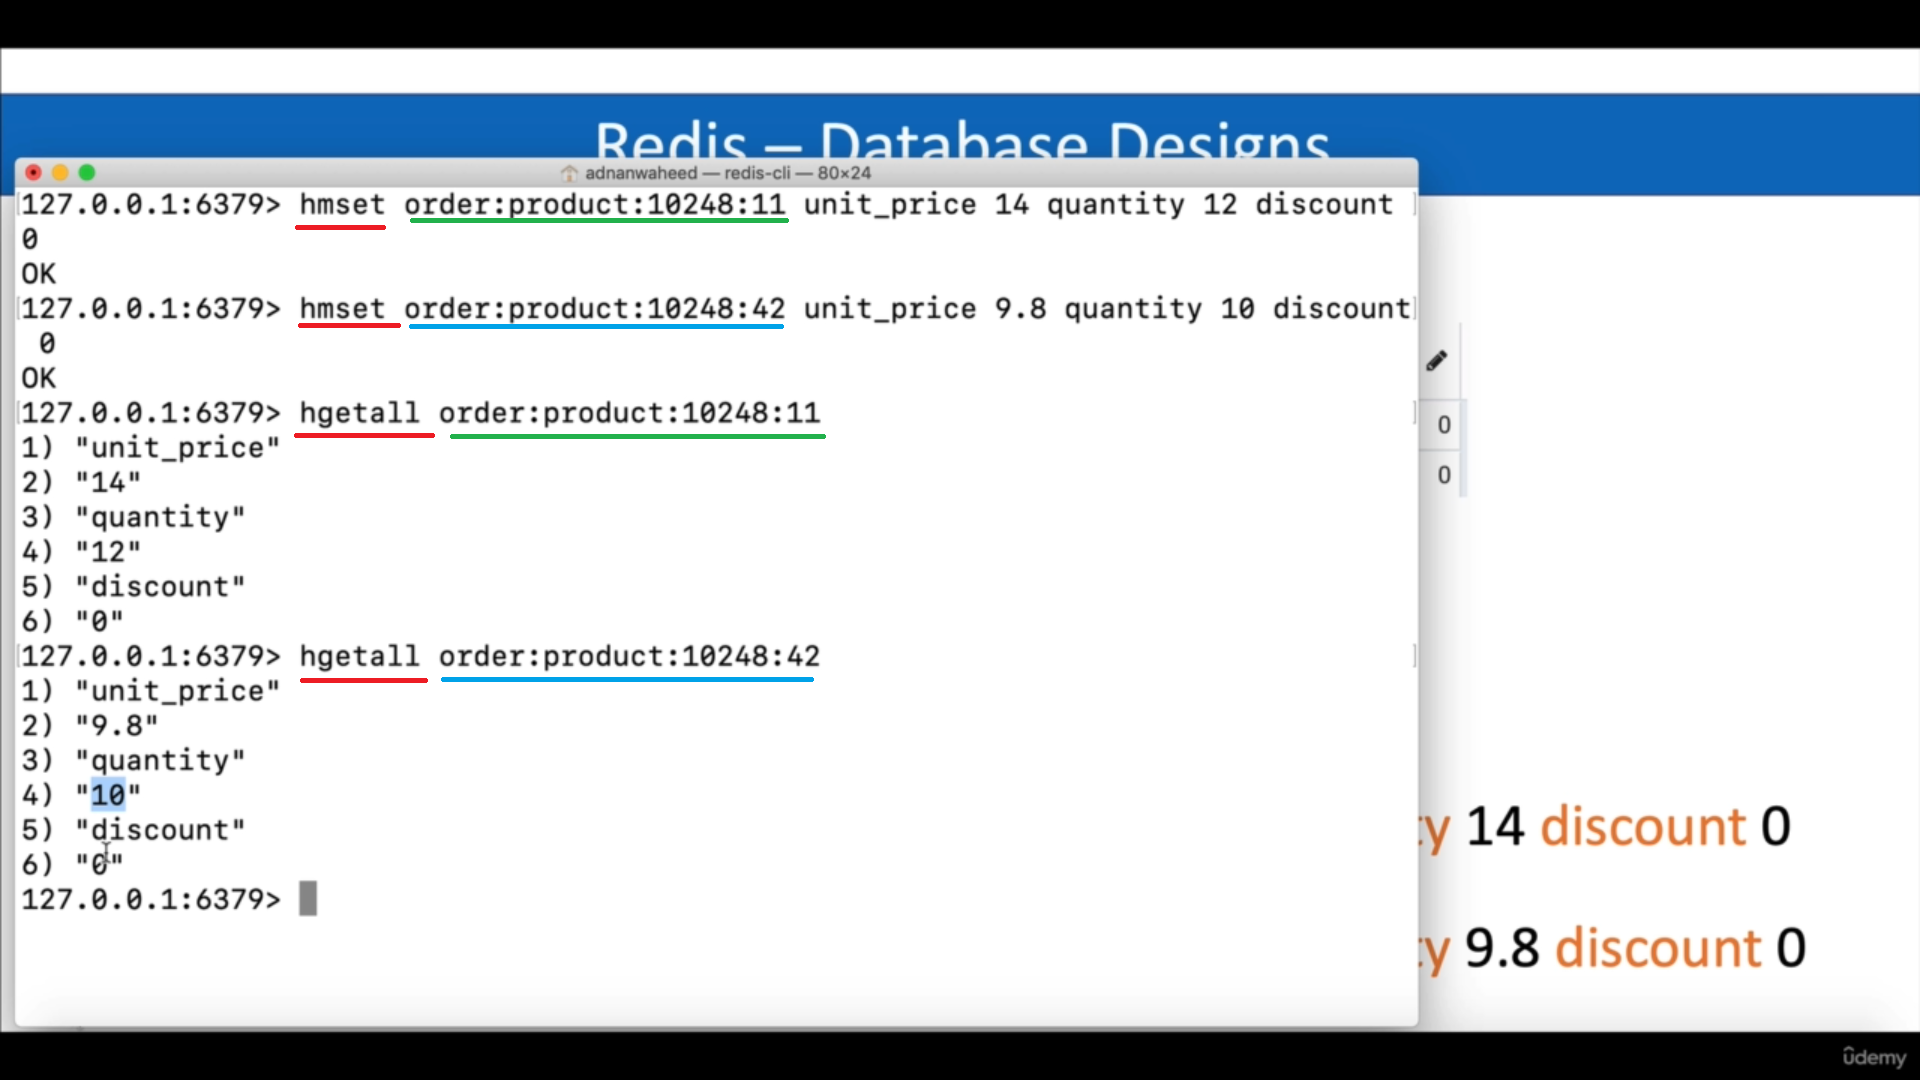 Redis – Database Designs
adnanwaheed — redis-cli — 80×24
127.0.0.1:6379> hmset order:product:10248:11 unit_price 14 quantity 12 discount
0
OK
127.0.0.1:6379> hmset order:product:10248:42 unit_price 9.8 quantity 10 discount
0
OK
127.0.0.1:6379> hgetall order:product:10248:11
1) "unit_price"
2) "14"
3) "quantity"
4) "12"
5) "discount"
6) "0"
127.0.0.1:6379> hgetall order:product:10248:42
1) "unit_price"
2) "9.8"
3) "quantity"
4) "10"
5) "discount"
6) "0"
127.0.0.1:6379>
0
0
ty 14 discount 0
ty 9.8 discount 0
ûdemy